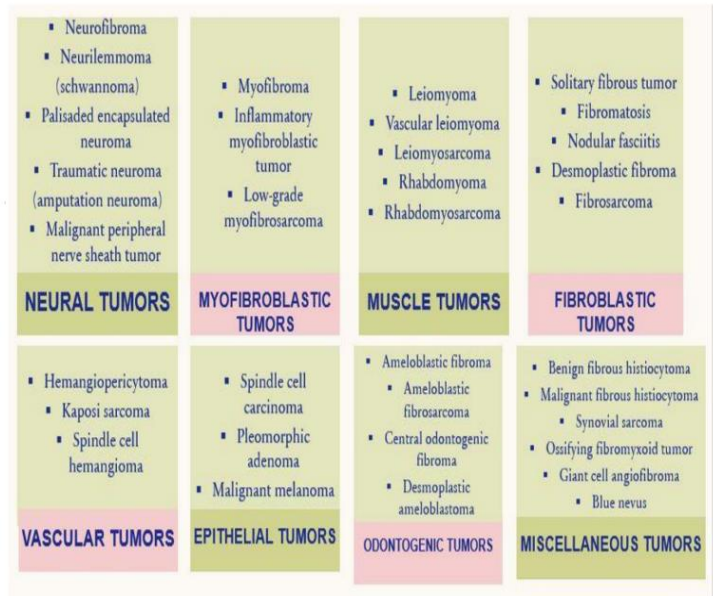 ▪ Neurofibroma
▪ Neurilemmoma
(schwannoma)
▪ Palisaded encapsulated
neuroma
▪ Traumatic neuroma
(amputation neuroma)
▪ Malignant peripheral
nerve sheath tumor
NEURAL TUMORS
▪ Myofibroma
▪ Inflammatory
myofibroblastic
tumor
▪ Low-grade
myofibrosarcoma
MYOFIBROBLASTIC
TUMORS
▪ Leiomyoma
▪ Vascular leiomyoma
▪ Leiomyosarcoma
▪ Rhabdomyoma
▪ Rhabdomyosarcoma
MUSCLE TUMORS
▪ Solitary fibrous tumor
▪ Fibromatosis
▪ Nodular fasciitis
▪ Desmoplastic fibroma
▪ Fibrosarcoma
FIBROBLASTIC
TUMORS
▪ Hemangiopericytoma
▪ Kaposi sarcoma
▪ Spindle cell
hemangioma
VASCULAR TUMORS
▪ Spindle cell
carcinoma
▪ Pleomorphic
adenoma
▪ Malignant melanoma
EPITHELIAL TUMORS
▪ Ameloblastic fibroma
▪ Ameloblastic
fibrosarcoma
▪ Central odontogenic
fibroma
▪ Desmoplastic
ameloblastoma
ODONTOGENIC TUMORS
▪ Benign fibrous histiocytoma
▪ Malignant fibrous histiocytoma
▪ Synovial sarcoma
▪ Ossifying fibromyxoid tumor
▪ Giant cell angiofibroma
▪ Blue nevus
MISCELLANEOUS TUMORS